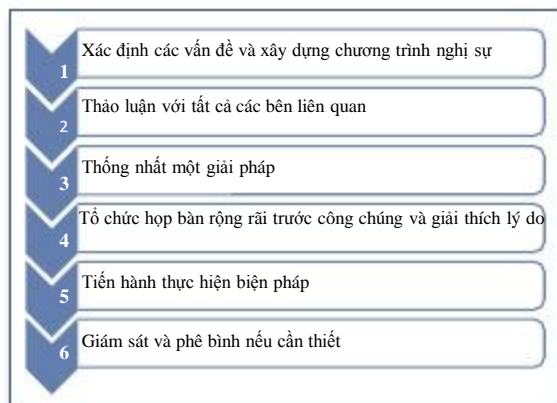 1 Xác định các vấn đề và xây dựng chương trình nghị sự
2 Thảo luận với tất cả các bên liên quan
3 Thống nhất một giải pháp
4 Tổ chức họp bàn rộng rãi trước công chúng và giải thích lý do
5 Tiến hành thực hiện biện pháp
6 Giám sát và phê bình nếu cần thiết